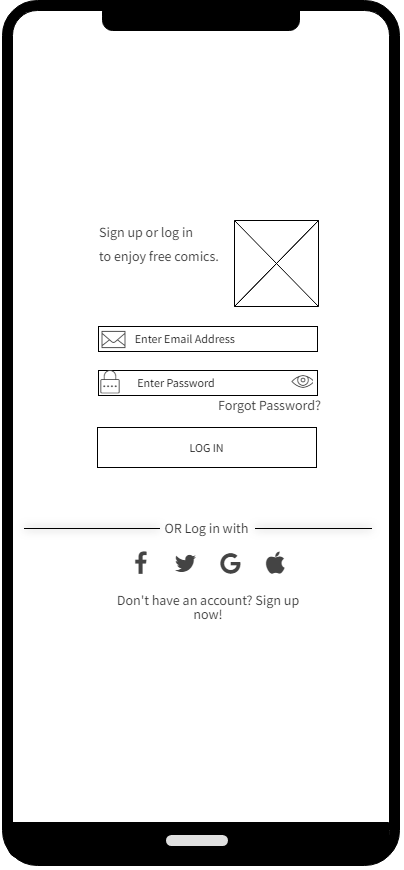 Sign up or log in
to enjoy free comics.
Enter Email Address
Enter Password
Forgot Password?
LOG IN
OR Log in with
Don't have an account? Sign up
now!